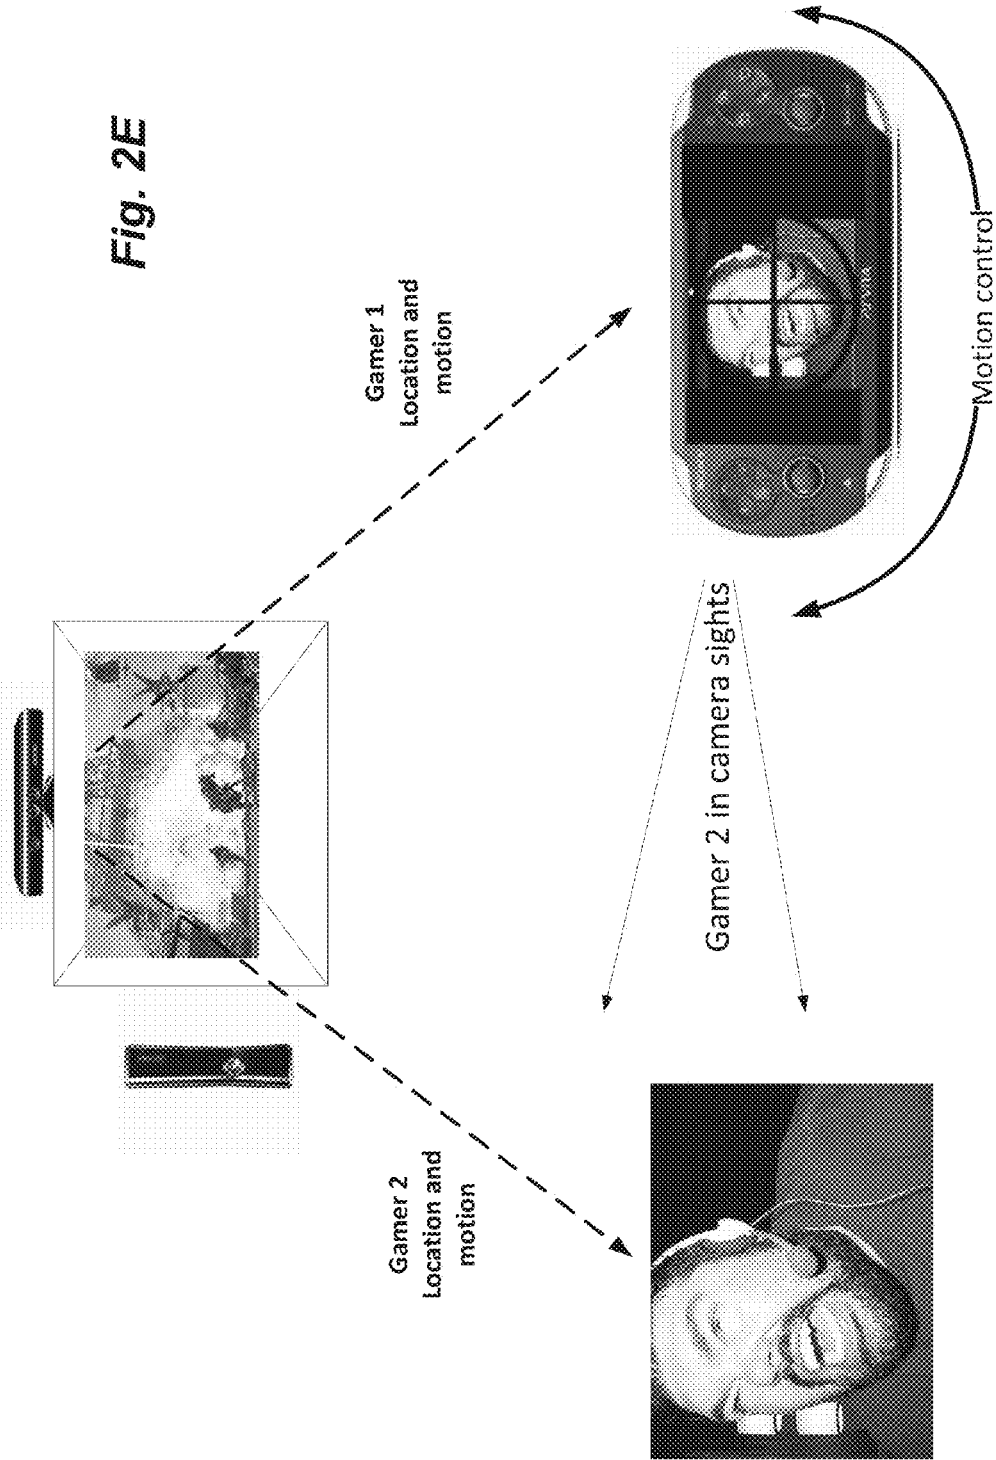 Fig. 2E
Gamer 1
Location and
motion
Gamer 2
Location and
motion
Gamer 2 in camera sights
Motion control